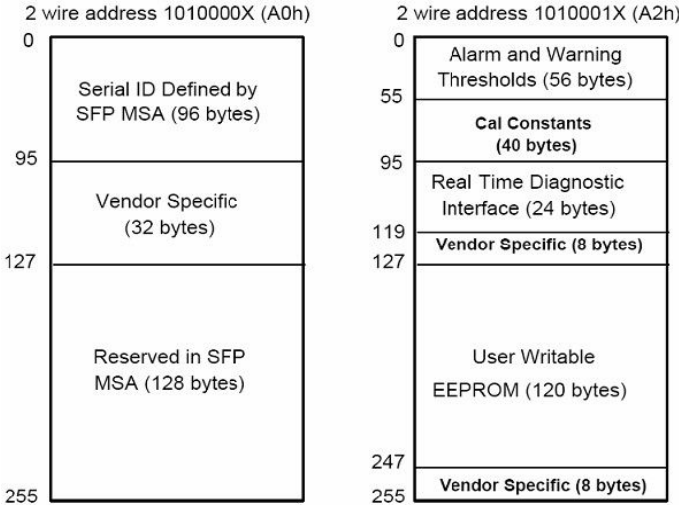 2 wire address 1010000X (A0h)
0
Serial ID Defined by
SFP MSA (96 bytes)
95
Vendor Specific
(32 bytes)
127
Reserved in SFP
MSA (128 bytes)
255
2 wire address 1010001X (A2h)
0
Alarm and Warning
Thresholds (56 bytes)
55
Cal Constants
(40 bytes)
95
Real Time Diagnostic
Interface (24 bytes)
119
Vendor Specific (8 bytes)
127
User Writable
EEPROM (120 bytes)
247
Vendor Specific (8 bytes)
255